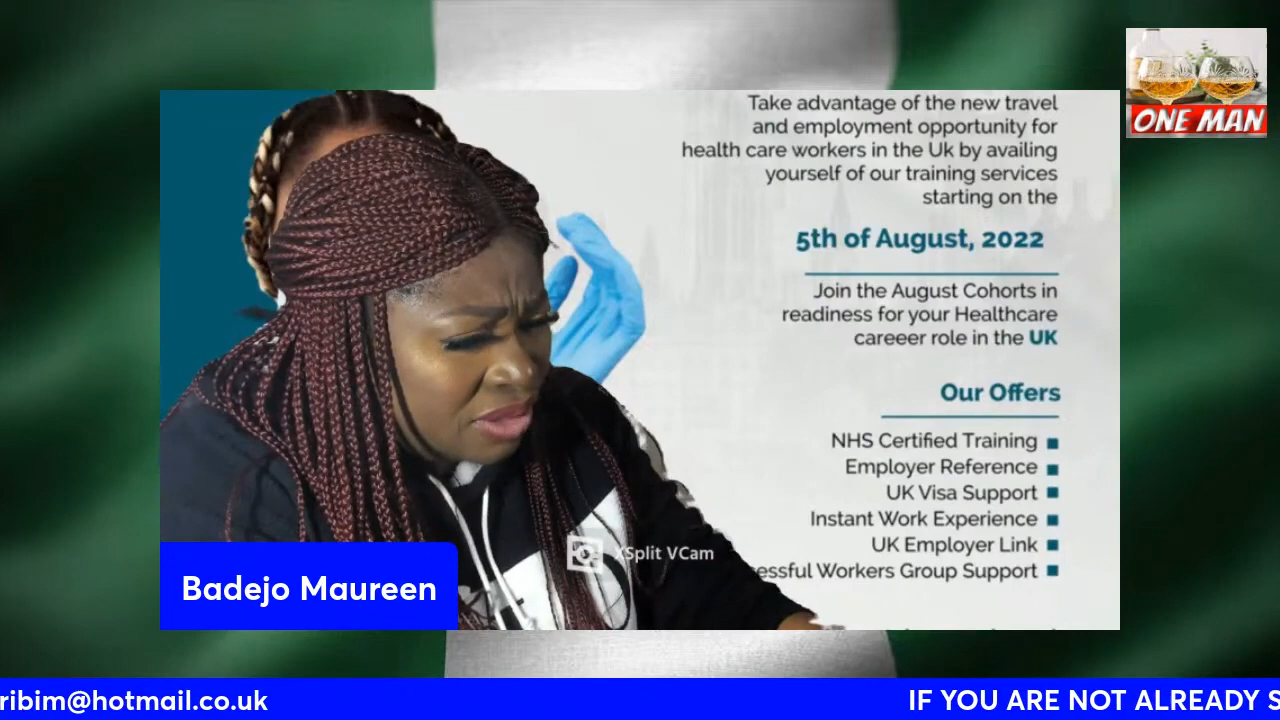 ONE MAN
Take advantage of the new travel
and employment opportunity for
health care workers in the Uk by availing
yourself of our training services
starting on the
5th of August, 2022
Join the August Cohorts in
readiness for your Healthcare
careeer role in the UK
Our Offers
NHS Certified Training
Employer Reference
UK Visa Support
Instant Work Experience
UK Employer Link
essful Workers Group Support
XSplit VCam
Badejo Maureen
ribim@hotmail.co.uk
IF YOU ARE NOT ALREADY S